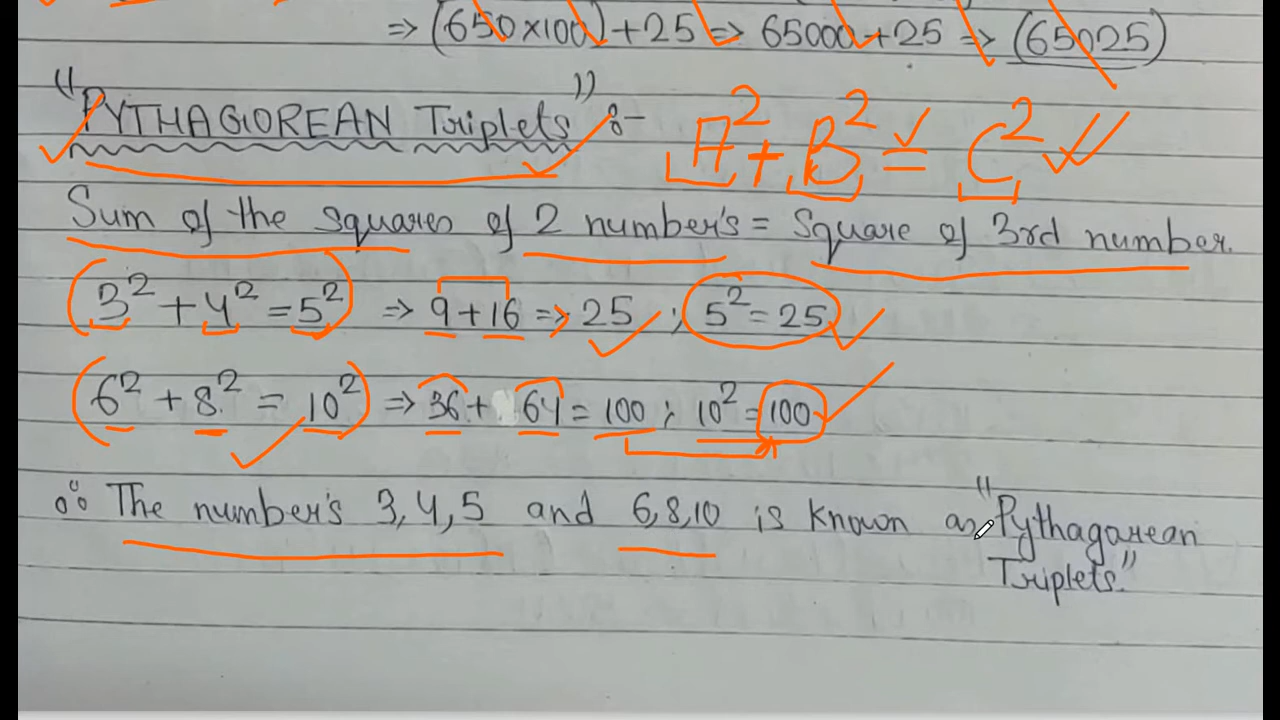 ⇒ (650×100) + 25 ⇒ 65000 + 25 ⇒ (65025)
"PYTHAGOREAN Triplets" :- A² + B² = C²
Sum of the squares of 2 number's = Square of 3rd number.
(3² + 4² = 5²) ⇒ 9 + 16 ⇒ 25 ; 5² = 25
(6² + 8² = 10²) ⇒ 36 + 64 = 100 ; 10² = 100
∴ The number's 3, 4, 5 and 6, 8, 10 is known as "Pythagarean
Triplets."